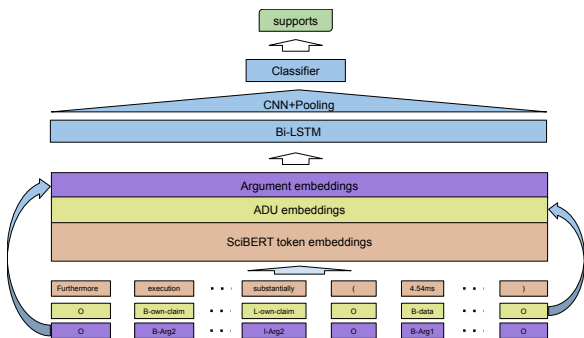 supports
Classifier
CNN+Pooling
Bi-LSTM
Argument embeddings
ADU embeddings
SciBERT token embeddings
Furthermore execution . . . substantially ( 4.54ms . . . )
O B-own-claim . . . L-own-claim O B-data . . . O
O B-Arg2 . . . I-Arg2 O B-Arg1 . . . O